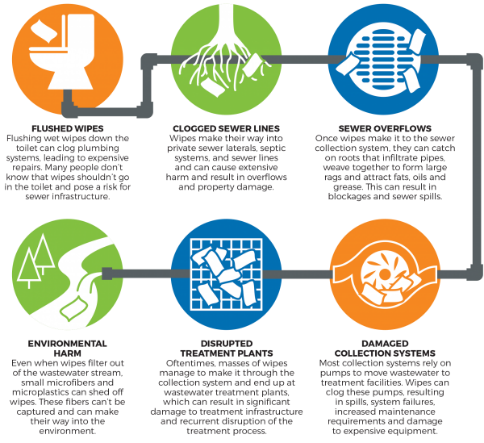 FLUSHED WIPES
Flushing wet wipes down the
toilet can clog plumbing
systems, leading to expensive
repairs. Many people don't
know that wipes shouldn't go
in the toilet and pose a risk for
sewer infrastructure.
CLOGGED SEWER LINES
Wipes make their way into
private sewer laterals, septic
systems, and sewer lines
and can cause extensive
harm and result in overflows
and property damage.
SEWER OVERFLOWS
Once wipes make it to the sewer
collection system, they can catch
on roots that infiltrate pipes,
weave together to form large
rags and attract fats, oils and
grease. This can result in
blockages and sewer spills.
ENVIRONMENTAL
HARM
Even when wipes filter out
of the wastewater stream,
small microfibers and
microplastics can shed off
wipes. These fibers can't be
captured and can make
their way into the
environment.
DISRUPTED
TREATMENT PLANTS
Oftentimes, masses of wipes
manage to make it through the
collection system and end up at
wastewater treatment plants,
which can result in significant
damage to treatment infrastructure
and recurrent disruption of the
treatment process.
DAMAGED
COLLECTION SYSTEMS
Most collection systems rely on
pumps to move wastewater to
treatment facilities. Wipes can
clog these pumps, resulting
in spills, system failures,
increased maintenance
requirements and damage
to expensive equipment.